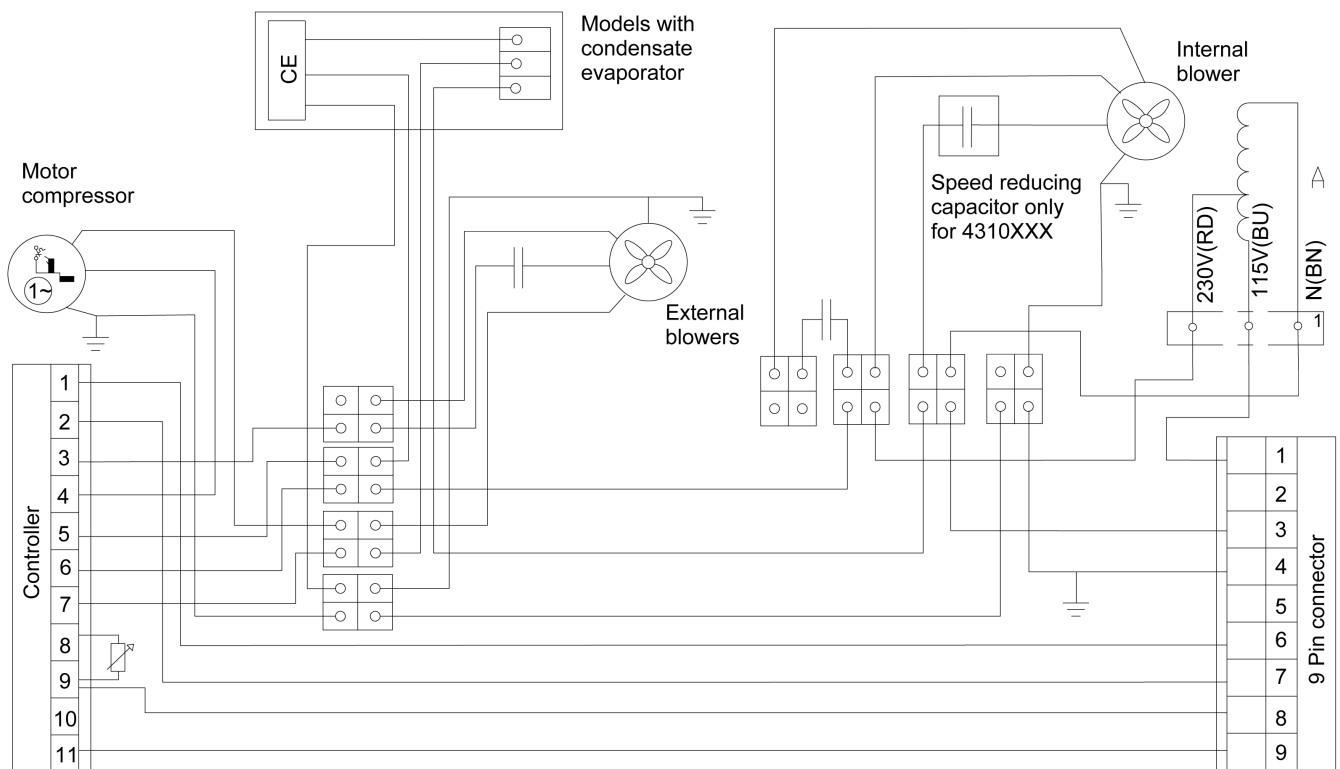 Models with
condensate
evaporator
CE
Internal
blower
Motor
compressor
1~
Speed reducing
capacitor only
for 4310XXX
230V(RD)
115V(BU)
N(BN)
A
1
External
blowers
Controller
1
2
3
4
5
6
7
8
9
10
11
1
2
3
4
5
6
7
8
9
9 Pin connector